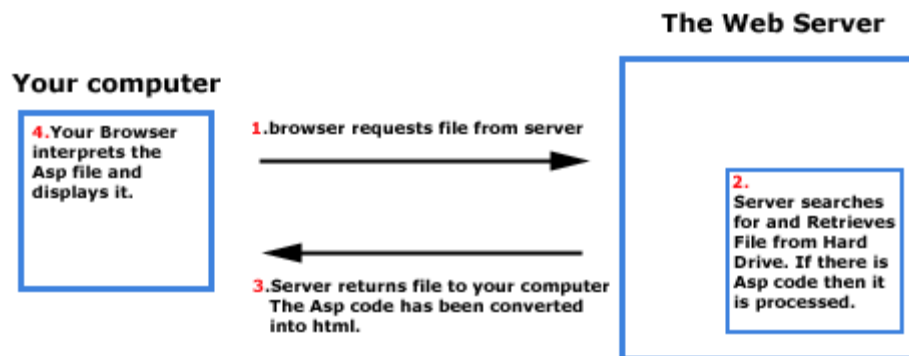 The Web Server
Your computer
4.Your Browser
interprets the
Asp file and
displays it.
1.browser requests file from server
2.
Server searches
for and Retrieves
File from Hard
Drive. If there is
Asp code then it
is processed.
3.Server returns file to your computer
The Asp code has been converted
into html.